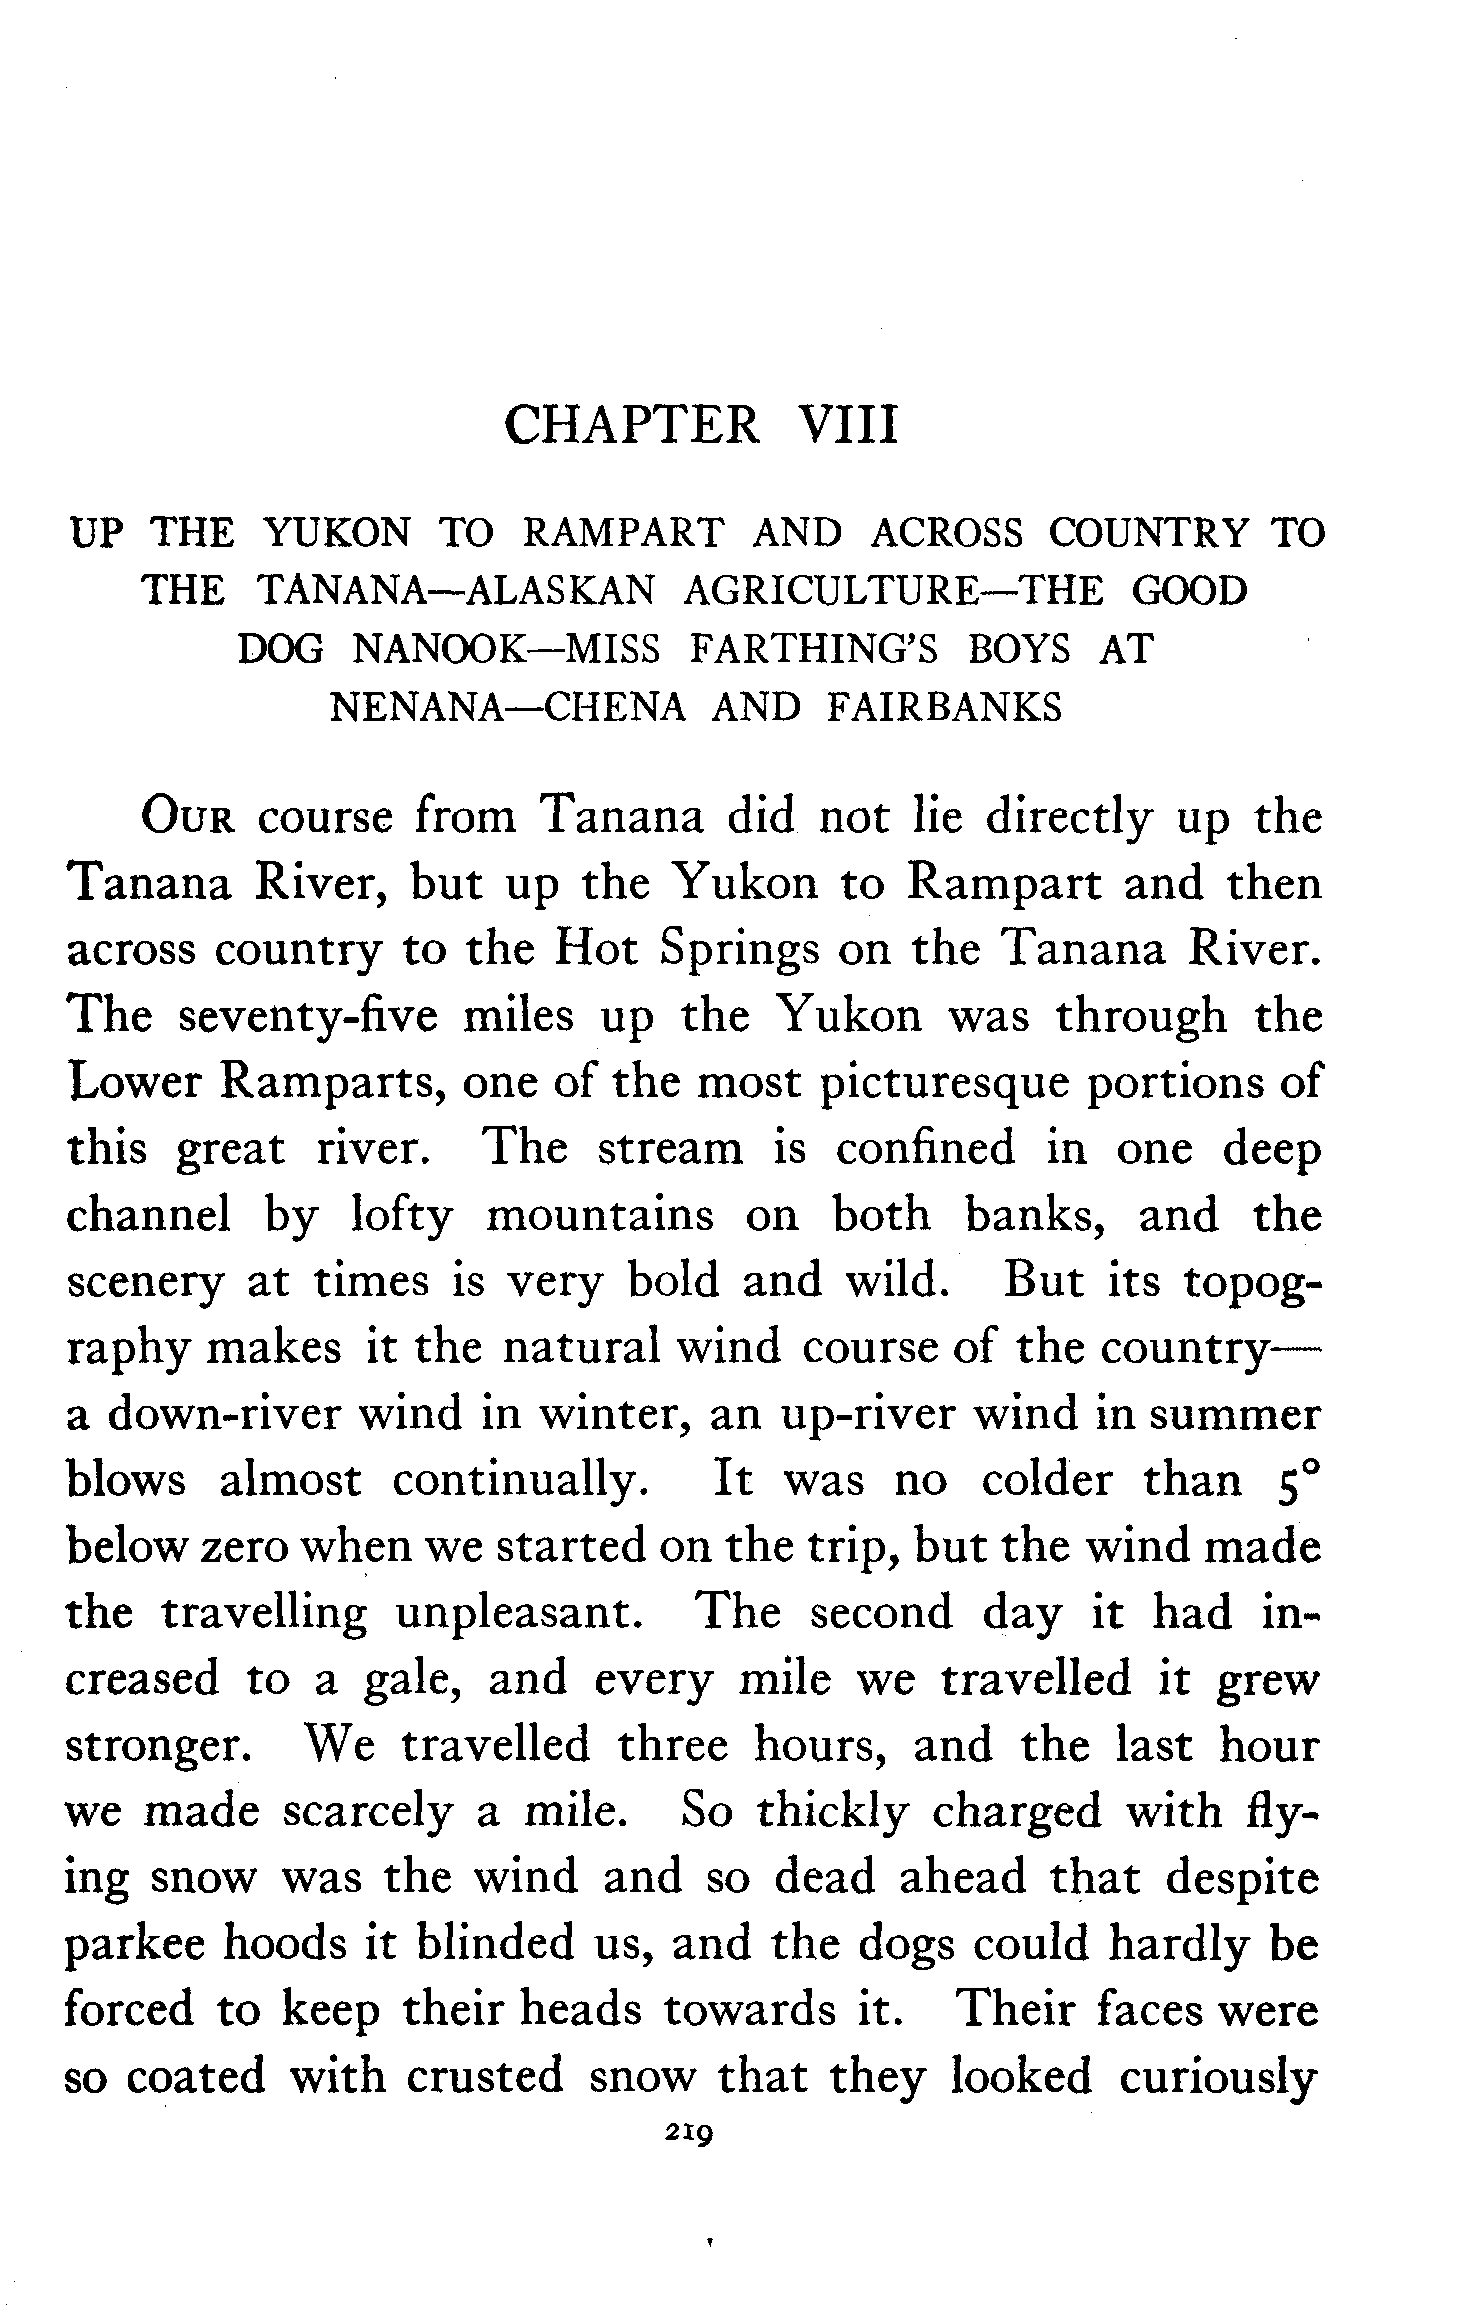 CHAPTER VIII
UP THE YUKON TO RAMPART AND ACROSS COUNTRY TO
THE TANANA—ALASKAN AGRICULTURE—THE GOOD
DOG NANOOK—MISS FARTHING'S BOYS AT
NENANA—CHENA AND FAIRBANKS
OUR course from Tanana did not lie directly up the
Tanana River, but up the Yukon to Rampart and then
across country to the Hot Springs on the Tanana River.
The seventy-five miles up the Yukon was through the
Lower Ramparts, one of the most picturesque portions of
this great river. The stream is confined in one deep
channel by lofty mountains on both banks, and the
scenery at times is very bold and wild. But its topog-
raphy makes it the natural wind course of the country—
a down-river wind in winter, an up-river wind in summer
blows almost continually. It was no colder than 5°
below zero when we started on the trip, but the wind made
the travelling unpleasant. The second day it had in-
creased to a gale, and every mile we travelled it grew
stronger. We travelled three hours, and the last hour
we made scarcely a mile. So thickly charged with fly-
ing snow was the wind and so dead ahead that despite
parkee hoods it blinded us, and the dogs could hardly be
forced to keep their heads towards it. Their faces were
so coated with crusted snow that they looked curiously
219